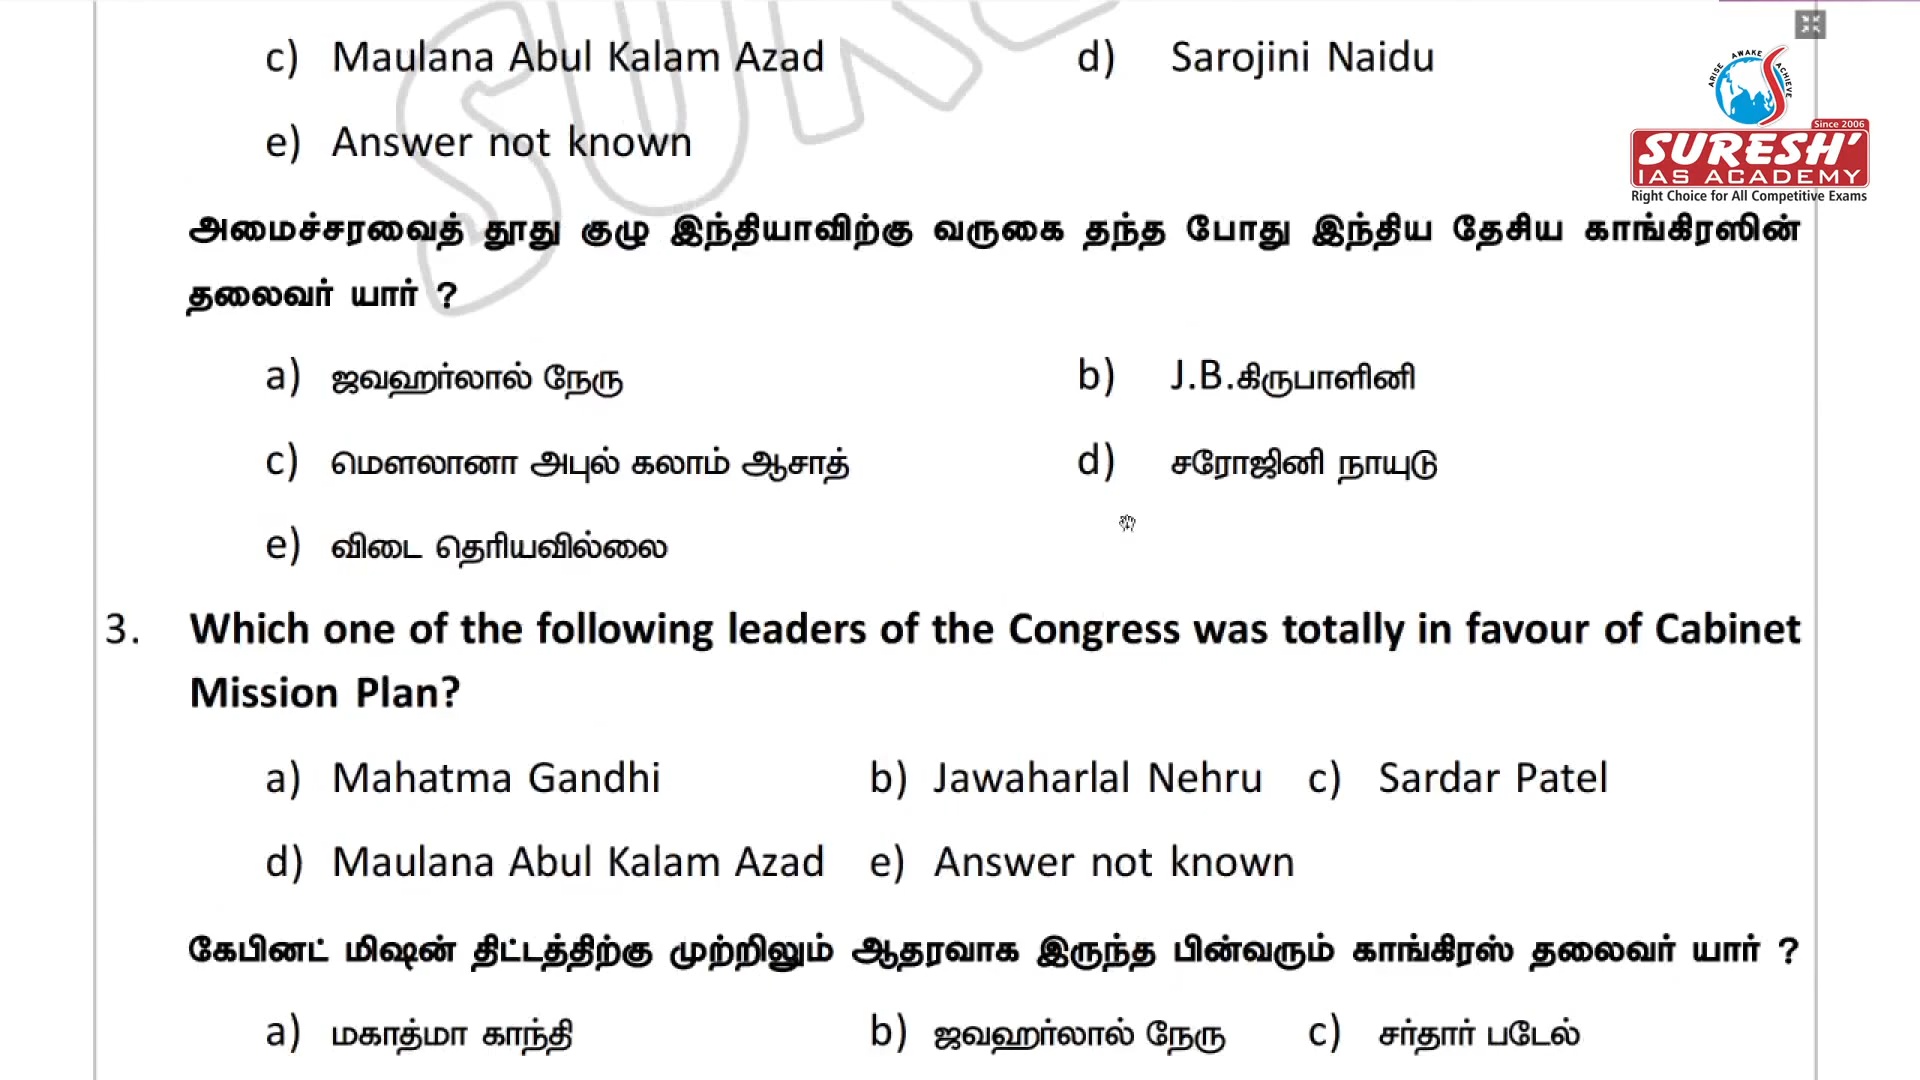 c) Maulana Abul Kalam Azad d) Sarojini Naidu
e) Answer not known
ARISE AWAKE ACHIEVE
Since 2006
SURESH'
IAS ACADEMY
Right Choice for All Competitive Exams
அமைச்சரவைத் தூது குழு இந்தியாவிற்கு வருகை தந்த போது இந்திய தேசிய காங்கிரஸின்
தலைவர் யார் ?
a) ஜவஹர்லால் நேரு b) J.B.கிருபாளினி
c) மௌலானா அபுல் கலாம் ஆசாத் d) சரோஜினி நாயுடு
e) விடை தெரியவில்லை
3. Which one of the following leaders of the Congress was totally in favour of Cabinet
Mission Plan?
a) Mahatma Gandhi b) Jawaharlal Nehru c) Sardar Patel
d) Maulana Abul Kalam Azad e) Answer not known
கேபினட் மிஷன் திட்டத்திற்கு முற்றிலும் ஆதரவாக இருந்த பின்வரும் காங்கிரஸ் தலைவர் யார் ?
a) மகாத்மா காந்தி b) ஜவஹர்லால் நேரு c) சர்தார் படேல்